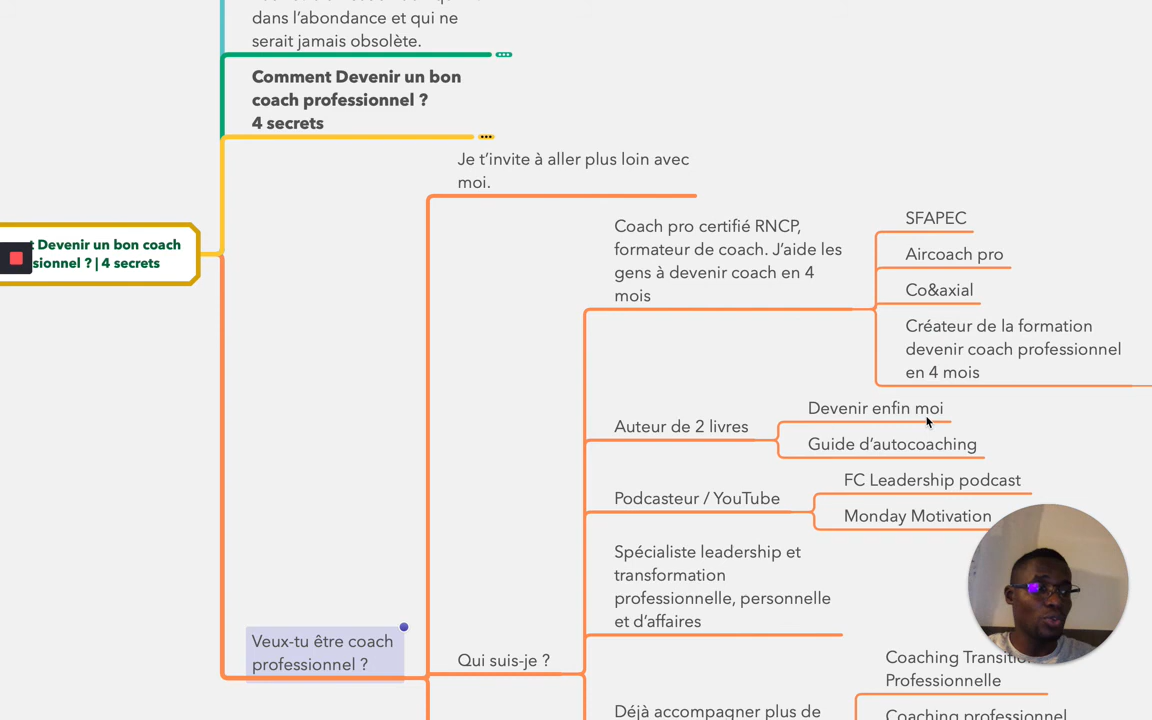 dans l’abondance et qui ne
serait jamais obsolète.
Comment Devenir un bon
coach professionnel ?
4 secrets
Devenir un bon coach
sionnel ? | 4 secrets
Je t’invite à aller plus loin avec
moi.
Coach pro certifié RNCP,
formateur de coach. J’aide les
gens à devenir coach en 4
mois
SFAPEC
Aircoach pro
Co&axial
Créateur de la formation
devenir coach professionnel
en 4 mois
Auteur de 2 livres
Devenir enfin moi
Guide d’autocoaching
Podcasteur / YouTube
FC Leadership podcast
Monday Motivation
Spécialiste leadership et
transformation
professionnelle, personnelle
et d’affaires
Veux-tu être coach
professionnel ?
Qui suis-je ?
Coaching Transitio
Professionnelle
Déjà accompagner plus de
Coaching professionnel